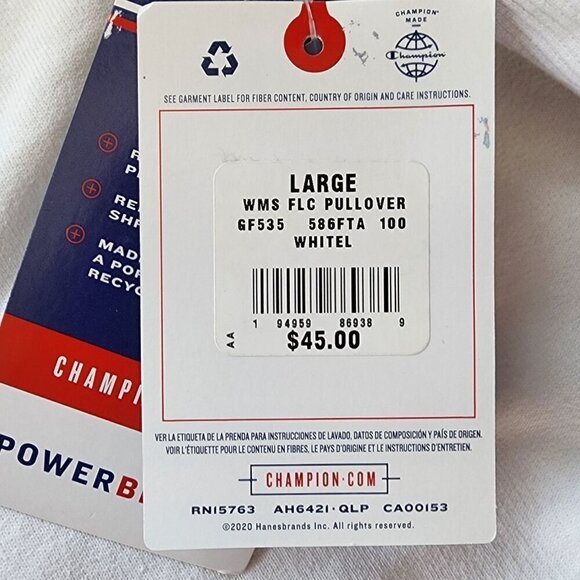 CHAMPION
MADE
Champion
SEE GARMENT LABEL FOR FIBER CONTENT, COUNTRY OF ORIGIN AND CARE INSTRUCTIONS.
LARGE
WMS FLC PULLOVER
GF535 586FTA 100
WHITEL
1 94959 86938 9
AA
$45.00
VER LA ETIQUETA DE LA PRENDA PARA INSTRUCCIONES DE LAVADO, DATOS DE COMPOSICIÓN Y PAÍS DE ORIGEN.
VOIR L'ÉTIQUETTE POUR LE CONTENU EN FIBRES, LE PAYS D'ORIGINE ET LE INSTRUCTIONS D'ENTRETIEN.
CHAMPION·COM
RN15763 AH6421·QLP CA00153
©2020 Hanesbrands Inc. All rights reserved.
MADE
A POR
RECYC
CHAMPI
POWERB